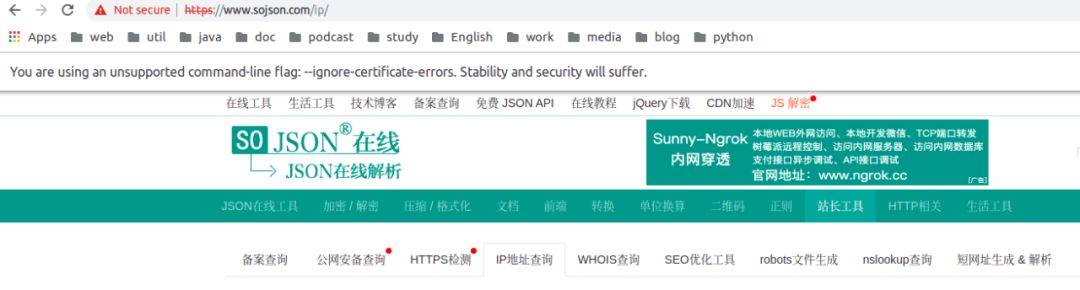 Not secure https://www.sojson.com/ip/
Apps web util java doc podcast study English work media blog python
You are using an unsupported command-line flag: --ignore-certificate-errors. Stability and security will suffer.
在线工具 生活工具 技术博客 备案查询 免费 JSON API 在线教程 jQuery下载 CDN加速 JS 解密
SO JSON®在线
JSON在线解析
Sunny-Ngrok
内网穿透
本地WEB外网访问、本地开发微信、TCP端口转发
树莓派远程控制、访问内网服务器、访问内网数据库
支付接口异步调试、API接口调试
官网地址：www.ngrok.cc
[广告]
JSON在线工具 加密 / 解密 压缩 / 格式化 文档 前端 转换 单位换算 二维码 正则 站长工具 HTTP相关 生活工具
备案查询 公网安备查询 HTTPS检测 IP地址查询 WHOIS查询 SEO优化工具 robots文件生成 nslookup查询 短网址生成 & 解析